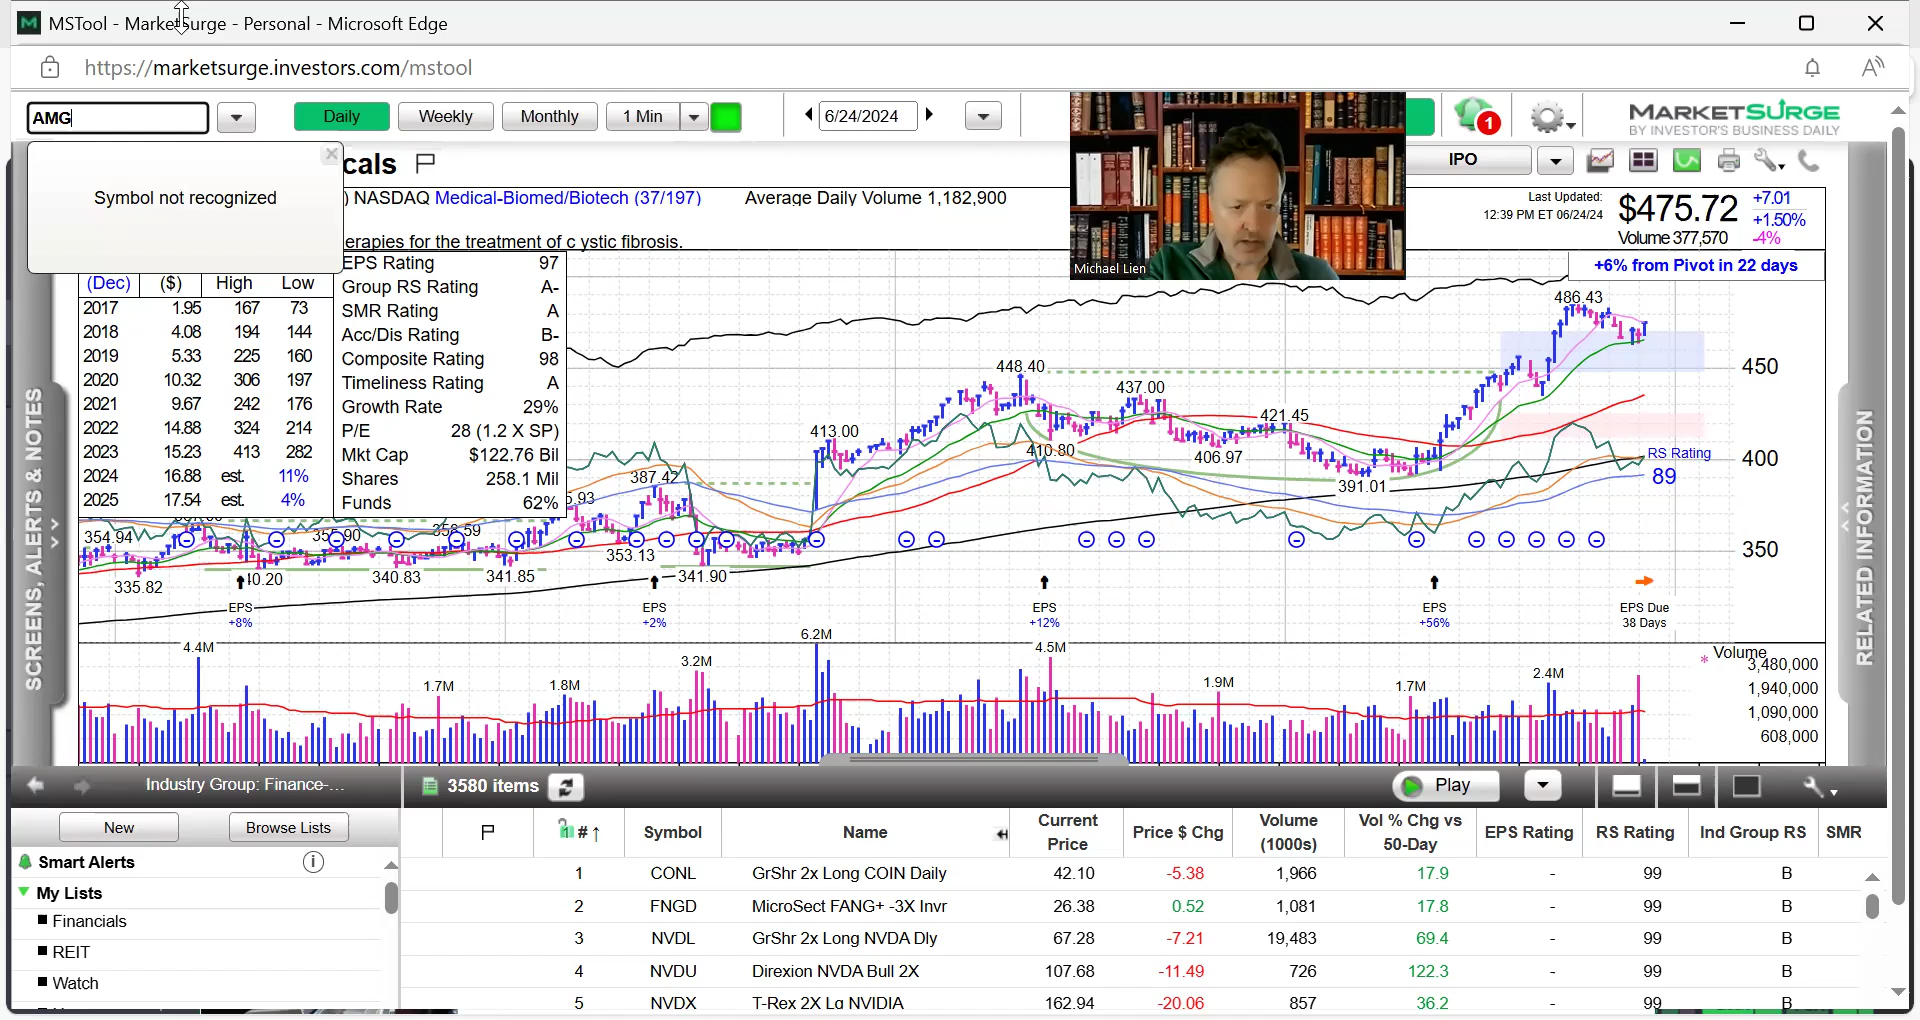 MSTool - MarketSurge - Personal - Microsoft Edge
https://marketsurge.investors.com/mstool
AMG
Daily
Weekly
Monthly
1 Min
6/24/2024
1
MARKETSURGE
BY INVESTOR'S BUSINESS DAILY
Symbol not recognized
cals
IPO
) NASDAQ Medical-Biomed/Biotech (37/197) Average Daily Volume 1,182,900
erapies for the treatment of c ystic fibrosis.
Last Updated:
12:39 PM ET 06/24/24
$475.72
+7.01
+1.50%
Volume 377,570
-4%
+6% from Pivot in 22 days
Michael Lien
(Dec) ($) High Low
2017 1.95 167 73
2018 4.08 194 144
2019 5.33 225 160
2020 10.32 306 197
2021 9.67 242 176
2022 14.88 324 214
2023 15.23 413 282
2024 16.88 est. 11%
2025 17.54 est. 4%
EPS Rating 97
Group RS Rating A-
SMR Rating A
Acc/Dis Rating B-
Composite Rating 98
Timeliness Rating A
Growth Rate 29%
P/E 28 (1.2 X SP)
Mkt Cap $122.76 Bil
Shares 258.1 Mil
Funds 62%
486.43
448.40
437.00
421.45
413.00
410.80
406.97
391.01
387.42
5.93
354.94
353.13
335.82
40.20
340.83
341.85
341.90
450
400
350
RS Rating
89
EPS
+8%
EPS
+2%
EPS
+12%
EPS
+56%
EPS Due
38 Days
4.4M
1.7M
1.8M
3.2M
6.2M
4.5M
1.9M
1.7M
2.4M
* Volume
3,480,000
1,940,000
1,090,000
608,000
SCREENS, ALERTS & NOTES
RELATED INFORMATION
Industry Group: Finance-...
3580 items
Play
New
Browse Lists
Smart Alerts
My Lists
Financials
REIT
Watch
# Symbol Name Current Price Price $ Chg Volume (1000s) Vol % Chg vs 50-Day EPS Rating RS Rating Ind Group RS SMR
1 CONL GrShr 2x Long COIN Daily 42.10 -5.38 1,966 17.9 - 99 B
2 FNGD MicroSect FANG+ -3X Invr 26.38 0.52 1,081 17.8 - 99 B
3 NVDL GrShr 2x Long NVDA Dly 67.28 -7.21 19,483 69.4 - 99 B
4 NVDU Direxion NVDA Bull 2X 107.68 -11.49 726 122.3 - 99 B
5 NVDX T-Rex 2X Lg NVIDIA 162.94 -20.06 857 36.2 - 99 B